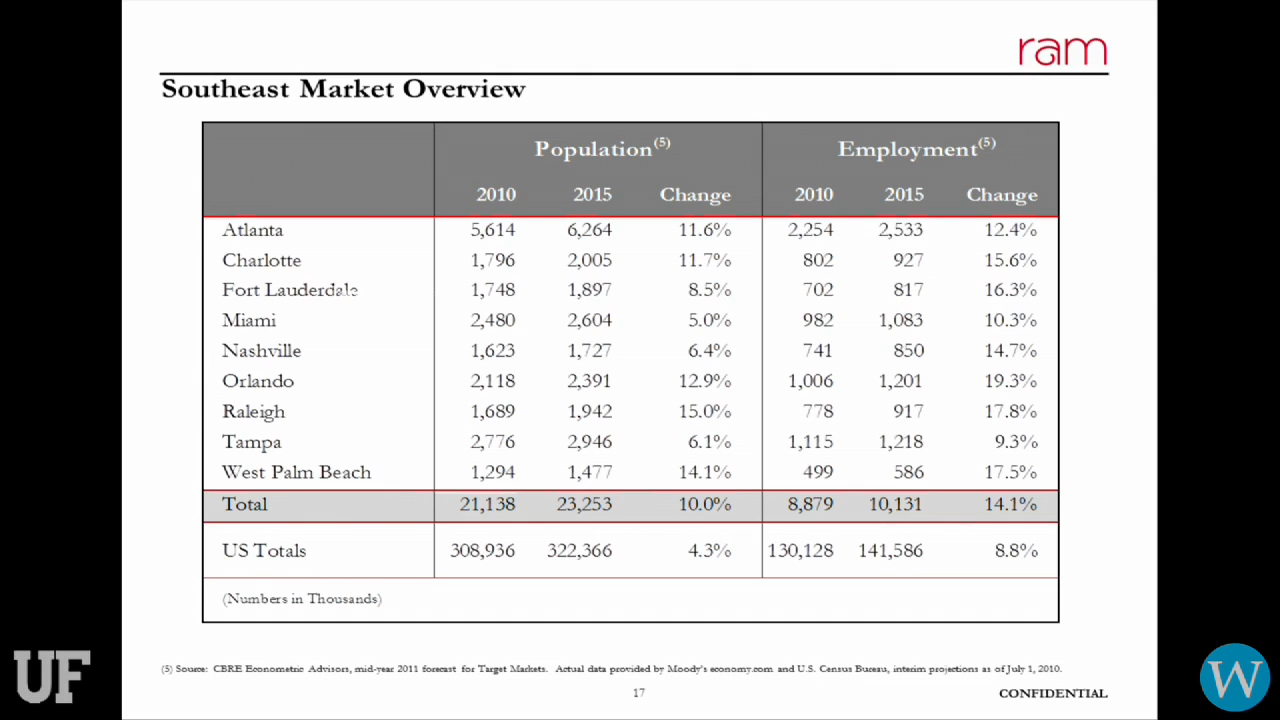 ram
Southeast Market Overview
Population(5) Employment(5)
2010 2015 Change 2010 2015 Change
Atlanta 5,614 6,264 11.6% 2,254 2,533 12.4%
Charlotte 1,796 2,005 11.7% 802 927 15.6%
Fort Lauderdale 1,748 1,897 8.5% 702 817 16.3%
Miami 2,480 2,604 5.0% 982 1,083 10.3%
Nashville 1,623 1,727 6.4% 741 850 14.7%
Orlando 2,118 2,391 12.9% 1,006 1,201 19.3%
Raleigh 1,689 1,942 15.0% 778 917 17.8%
Tampa 2,776 2,946 6.1% 1,115 1,218 9.3%
West Palm Beach 1,294 1,477 14.1% 499 586 17.5%
Total 21,138 23,253 10.0% 8,879 10,131 14.1%
US Totals 308,936 322,366 4.3% 130,128 141,586 8.8%
(Numbers in Thousands)
(5) Source: CBRE Econometric Advisors, mid-year 2011 forecast for Target Markets. Actual data provided by Moody's economy.com and U.S. Census Bureau, interim projections as of July 1, 2010.
17 CONFIDENTIAL
UF W